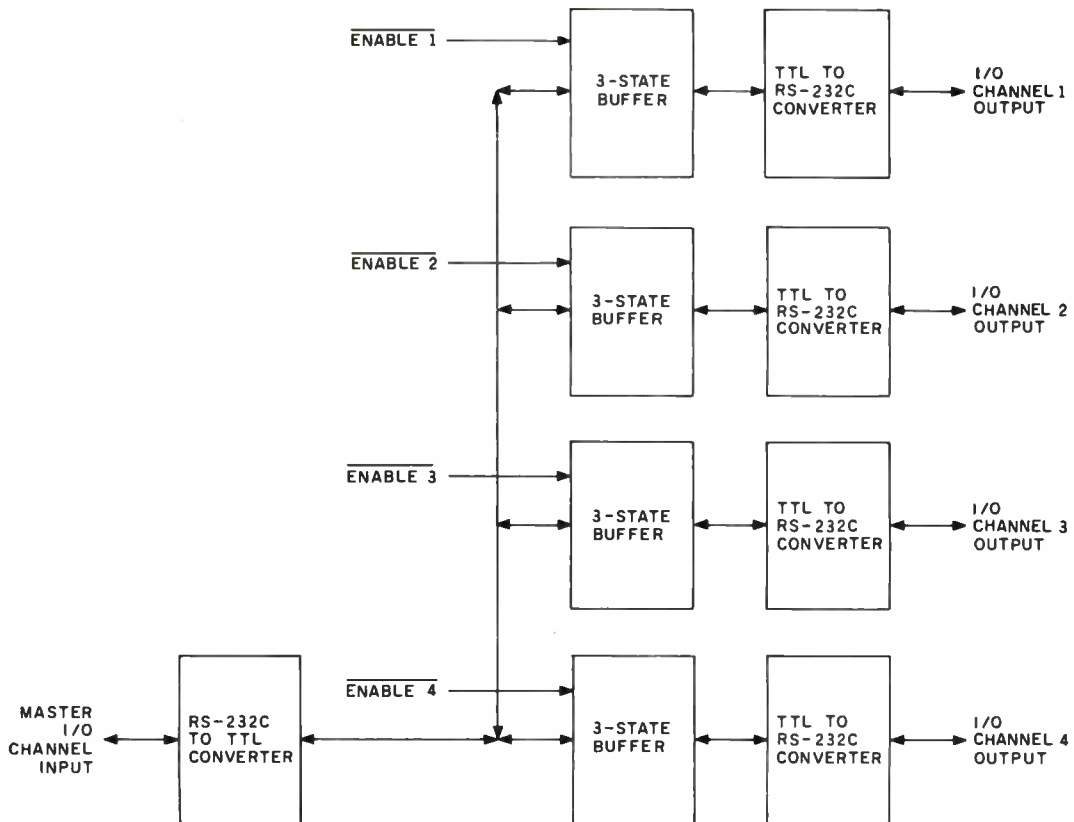 ENABLE 1
3-STATE
BUFFER
TTL TO
RS-232C
CONVERTER
I/O
CHANNEL 1
OUTPUT
ENABLE 2
3-STATE
BUFFER
TTL TO
RS-232C
CONVERTER
I/O
CHANNEL 2
OUTPUT
ENABLE 3
3-STATE
BUFFER
TTL TO
RS-232C
CONVERTER
I/O
CHANNEL 3
OUTPUT
MASTER
I/O
CHANNEL
INPUT
RS-232C
TO TTL
CONVERTER
ENABLE 4
3-STATE
BUFFER
TTL TO
RS-232C
CONVERTER
I/O
CHANNEL 4
OUTPUT